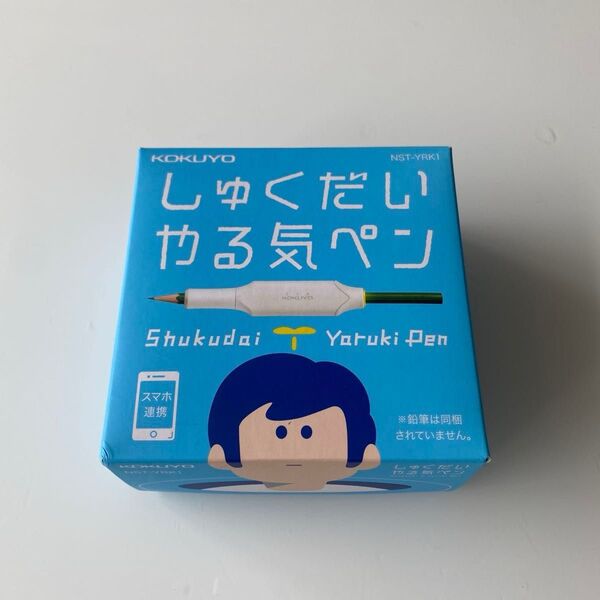 KOKUYO
NST-YRK1
しゅくだい
やる気ペン
KOKUYO
Shukudai Yaruki Pen
スマホ
連携
※鉛筆は同梱
されていません。
KOKUYO
NST-YRK1
しゅくだい
やる気ペン